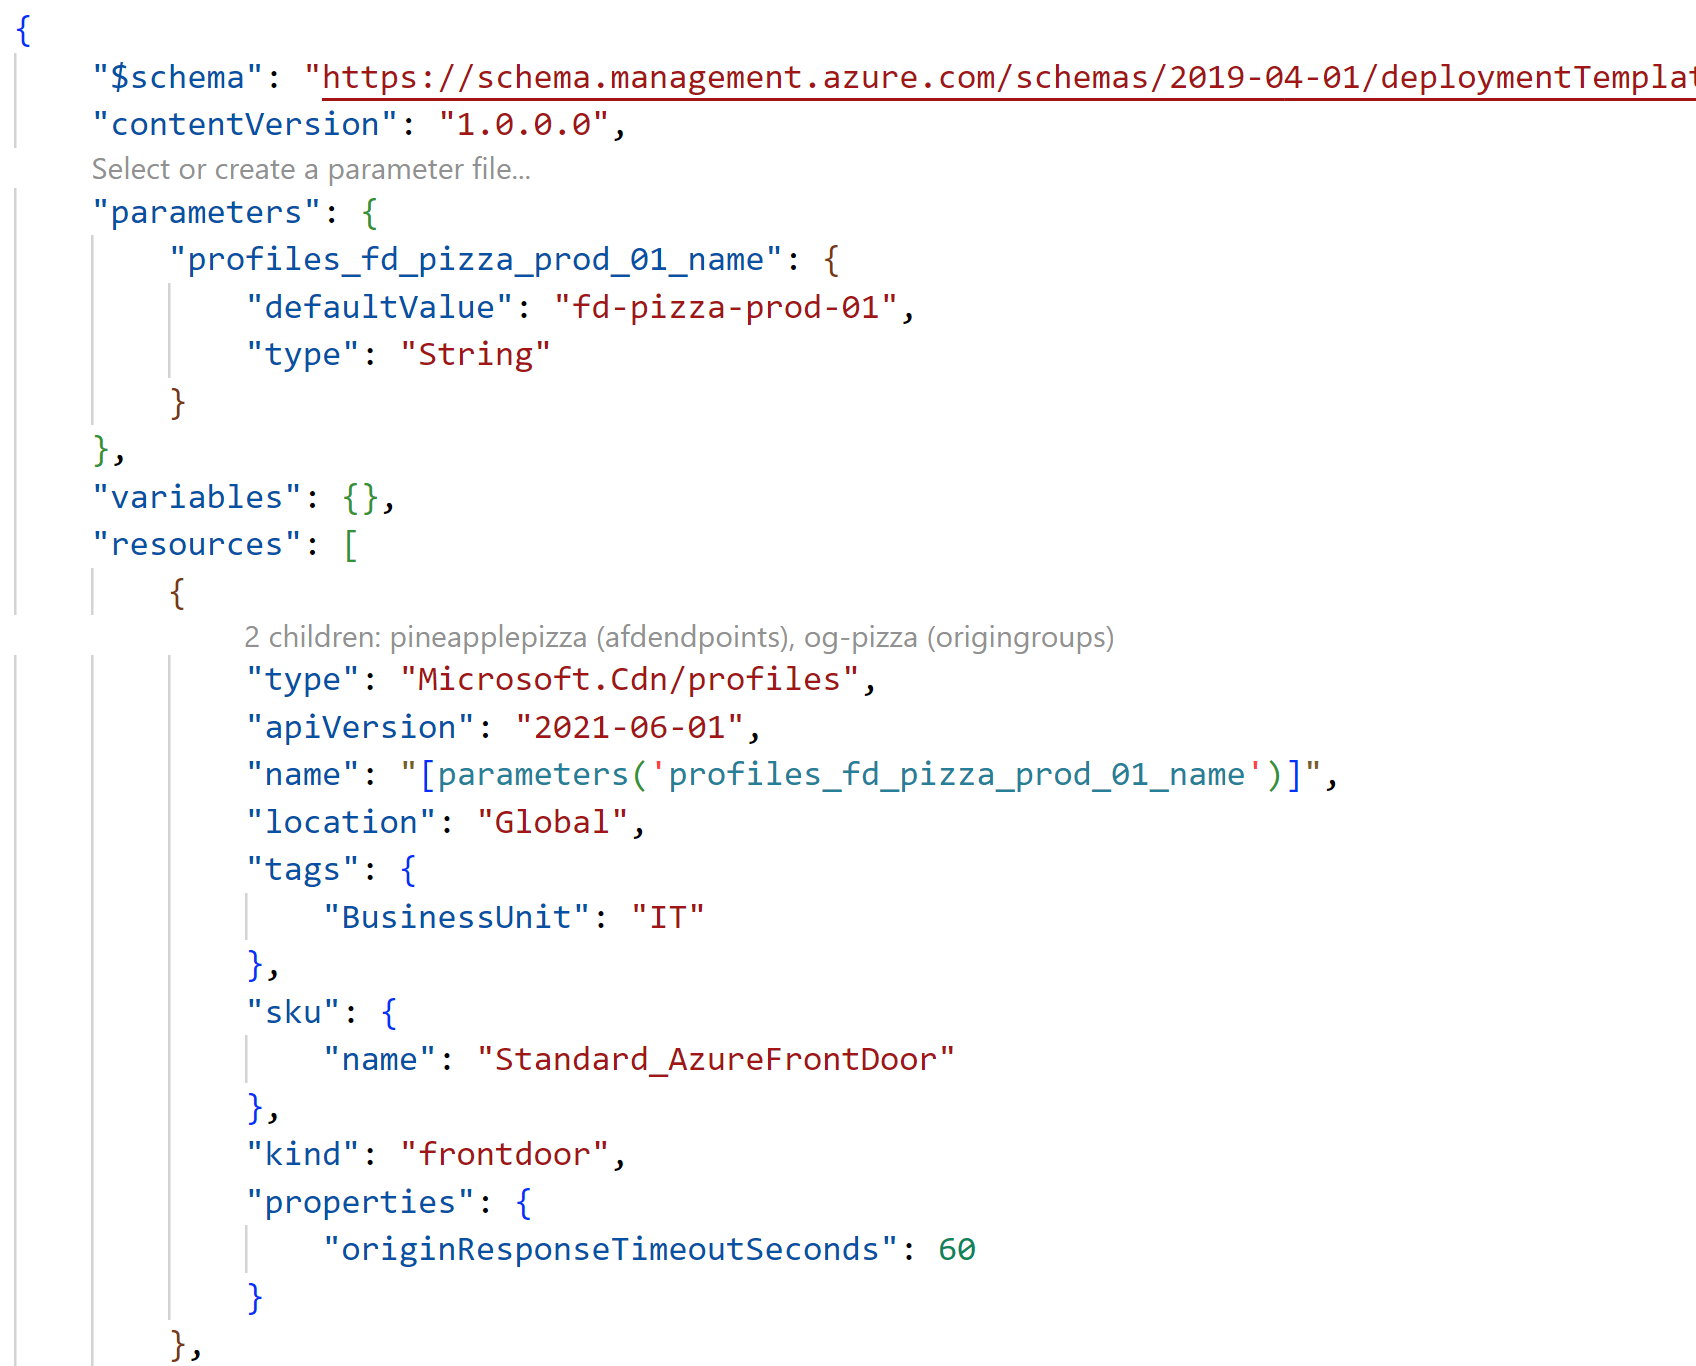 {
"$schema": "https://schema.management.azure.com/schemas/2019-04-01/deploymentTemplat
"contentVersion": "1.0.0.0",
Select or create a parameter file...
"parameters": {
"profiles_fd_pizza_prod_01_name": {
"defaultValue": "fd-pizza-prod-01",
"type": "String"
}
},
"variables": {},
"resources": [
{
2 children: pineapplepizza (afdendpoints), og-pizza (origingroups)
"type": "Microsoft.Cdn/profiles",
"apiVersion": "2021-06-01",
"name": "[parameters('profiles_fd_pizza_prod_01_name')]",
"location": "Global",
"tags": {
"BusinessUnit": "IT"
},
"sku": {
"name": "Standard_AzureFrontDoor"
},
"kind": "frontdoor",
"properties": {
"originResponseTimeoutSeconds": 60
}
},